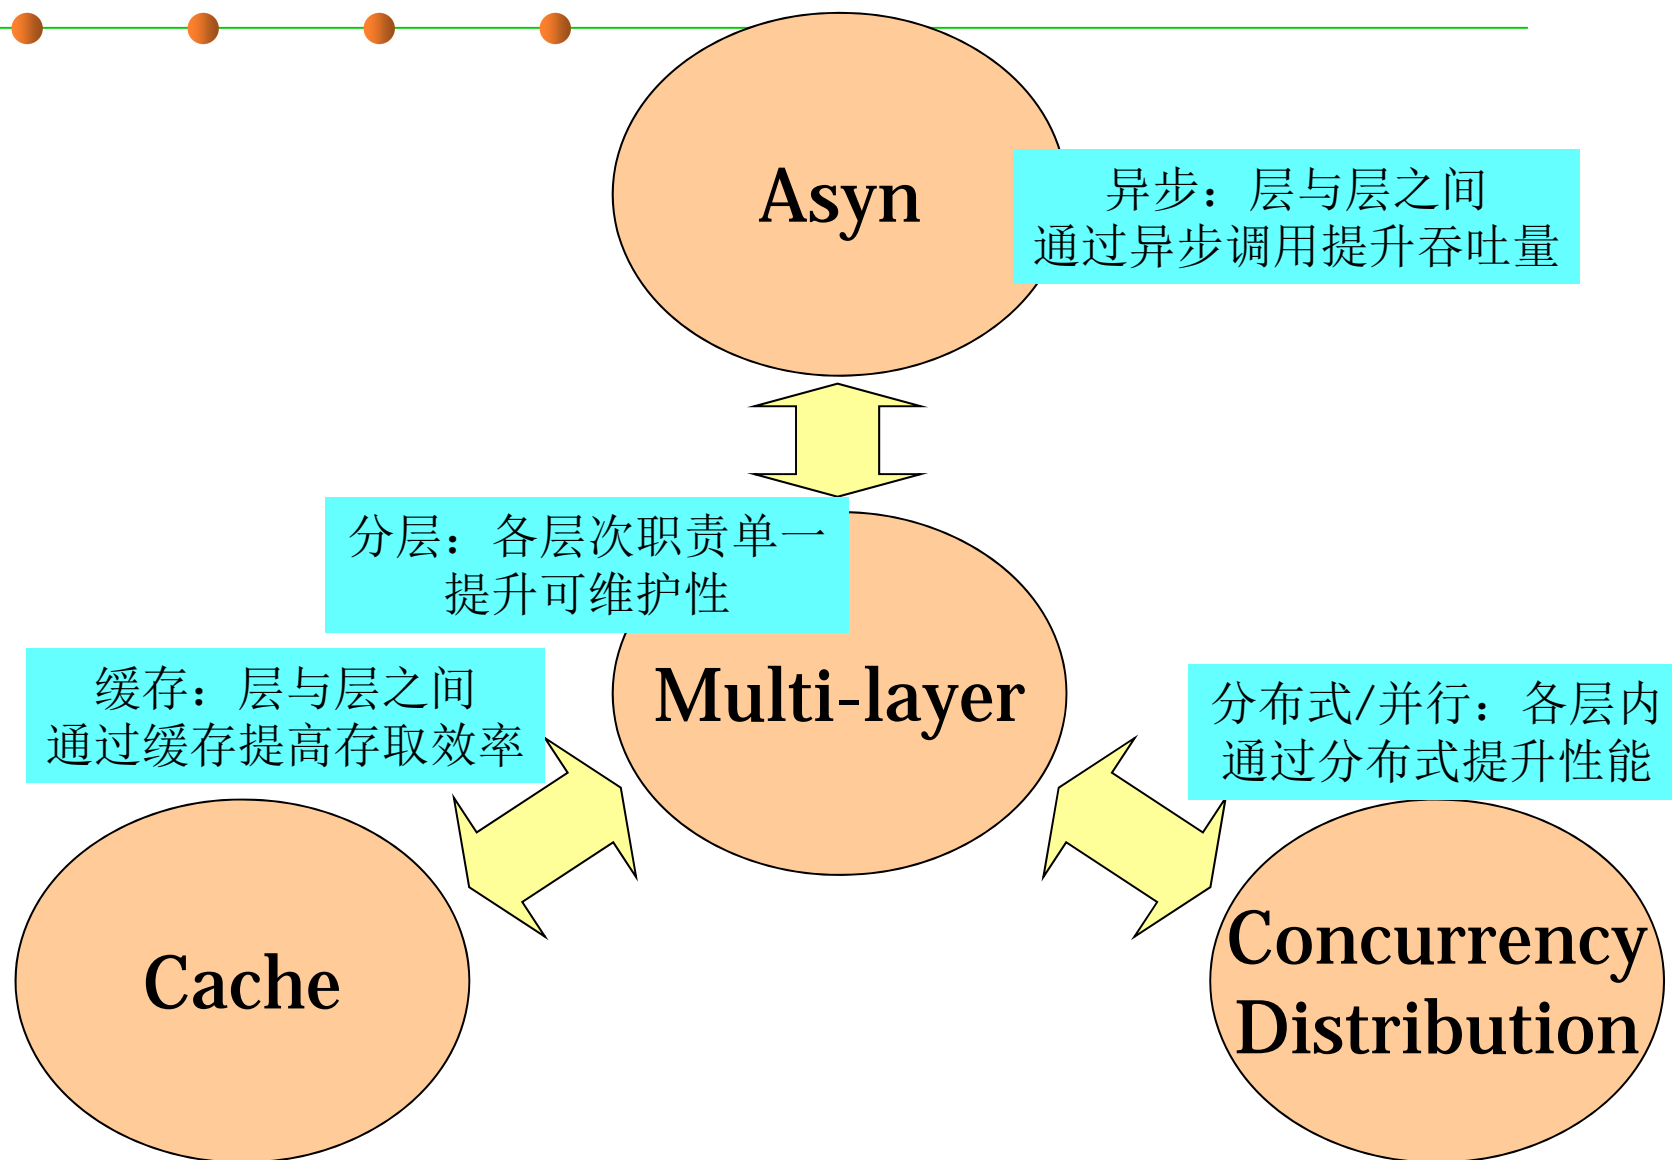 Asyn
异步：层与层之间
通过异步调用提升吞吐量
分层：各层次职责单一
提升可维护性
Multi-layer
缓存：层与层之间
通过缓存提高存取效率
分布式/并行：各层内
通过分布式提升性能
Cache
Concurrency
Distribution